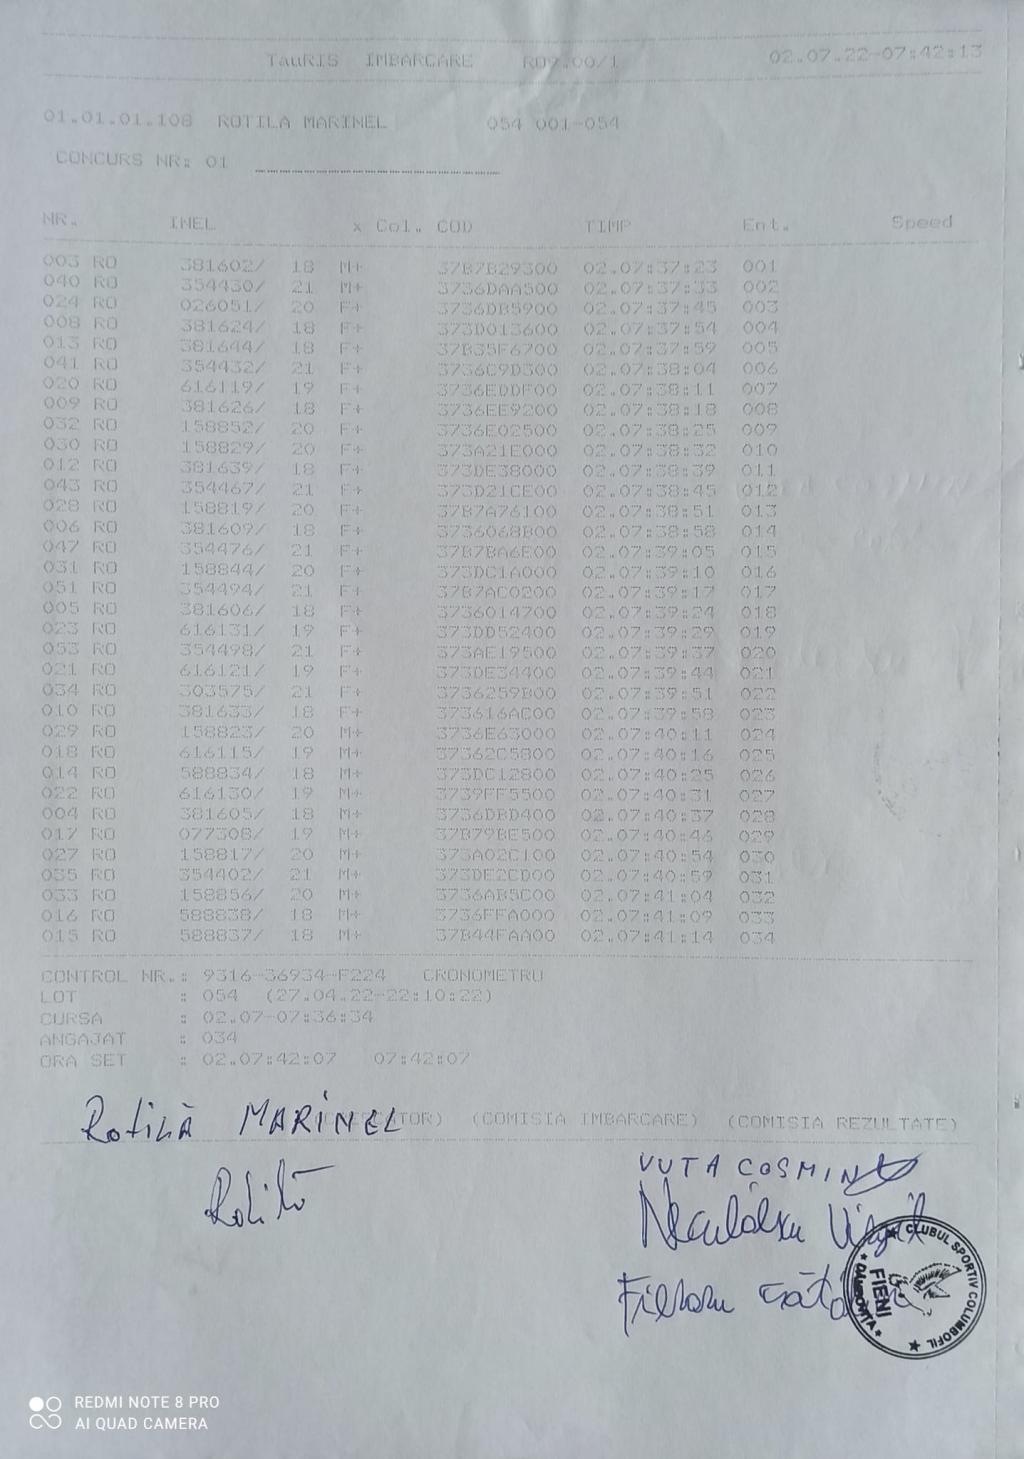 TauRIS IMBARCARE RO9.00/1 02.07.22-07:42:13
01.01.01.108 ROTILA MARINEL 054 001-054
CONCURS NR: 01
NR. INEL x Col. COD TIMP Ent. Speed
003 RO 381602/ 18 M+ 37B7B29300 02.07:37:23 001
040 RO 354430/ 21 M+ 3736DAA500 02.07:37:33 002
024 RO 026051/ 20 F+ 3736DB5900 02.07:37:45 003
008 RO 381624/ 18 F+ 373D013600 02.07:37:54 004
013 RO 381644/ 18 F+ 37B35F6700 02.07:37:59 005
041 RO 354432/ 21 F+ 3736C9D300 02.07:38:04 006
020 RO 616119/ 19 F+ 3736EDDF00 02.07:38:11 007
009 RO 381626/ 18 F+ 3736EE9200 02.07:38:18 008
032 RO 158852/ 20 F+ 3736E02500 02.07:38:25 009
030 RO 158829/ 20 F+ 373A21E000 02.07:38:32 010
012 RO 381639/ 18 F+ 373DE38000 02.07:38:39 011
043 RO 354467/ 21 F+ 373D21CE00 02.07:38:45 012
028 RO 158819/ 20 F+ 37B7A76100 02.07:38:51 013
006 RO 381609/ 18 F+ 3736068B00 02.07:38:58 014
047 RO 354476/ 21 F+ 37B7BA6E00 02.07:39:05 015
031 RO 158844/ 20 F+ 373DC1A000 02.07:39:10 016
051 RO 354494/ 21 F+ 37B7AC0200 02.07:39:17 017
005 RO 381606/ 18 F+ 3736014700 02.07:39:24 018
023 RO 616131/ 19 F+ 373DD52400 02.07:39:29 019
053 RO 354498/ 21 F+ 373AE19500 02.07:39:37 020
021 RO 616121/ 19 F+ 373DE34400 02.07:39:44 021
034 RO 303575/ 21 F+ 3736259B00 02.07:39:51 022
010 RO 381633/ 18 F+ 373616AC00 02.07:39:58 023
029 RO 158823/ 20 M+ 3736E63000 02.07:40:11 024
018 RO 616115/ 19 M+ 37362C5800 02.07:40:16 025
014 RO 588834/ 18 M+ 373DC12800 02.07:40:25 026
022 RO 616130/ 19 M+ 3739FF5500 02.07:40:31 027
004 RO 381605/ 18 M+ 3736DBD400 02.07:40:37 028
017 RO 077308/ 19 M+ 37B79BE500 02.07:40:46 029
027 RO 158817/ 20 M+ 373A02C100 02.07:40:54 030
035 RO 354402/ 21 M+ 373DE2CD00 02.07:40:59 031
033 RO 158856/ 20 M+ 3736AB5C00 02.07:41:04 032
016 RO 588838/ 18 M+ 3736FFA000 02.07:41:09 033
015 RO 588837/ 18 M+ 37B44FAA00 02.07:41:14 034
CONTROL NR.: 9316-36934-F224 CRONOMETRU
LOT : 054 (27.04.22-22:10:22)
CURSA : 02.07-07:36:34
ANGAJAT : 034
ORA SET : 02.07:42:07 07:42:07
(COMISIA IMBARCARE) (COMISIA REZULTATE)
Rotilă MARINEL
Rotilă
VUTA COSMIN
CLUBUL SPORTIV COLUMBOFIL
FIENI
DAMBOVITA
REDMI NOTE 8 PRO
AI QUAD CAMERA